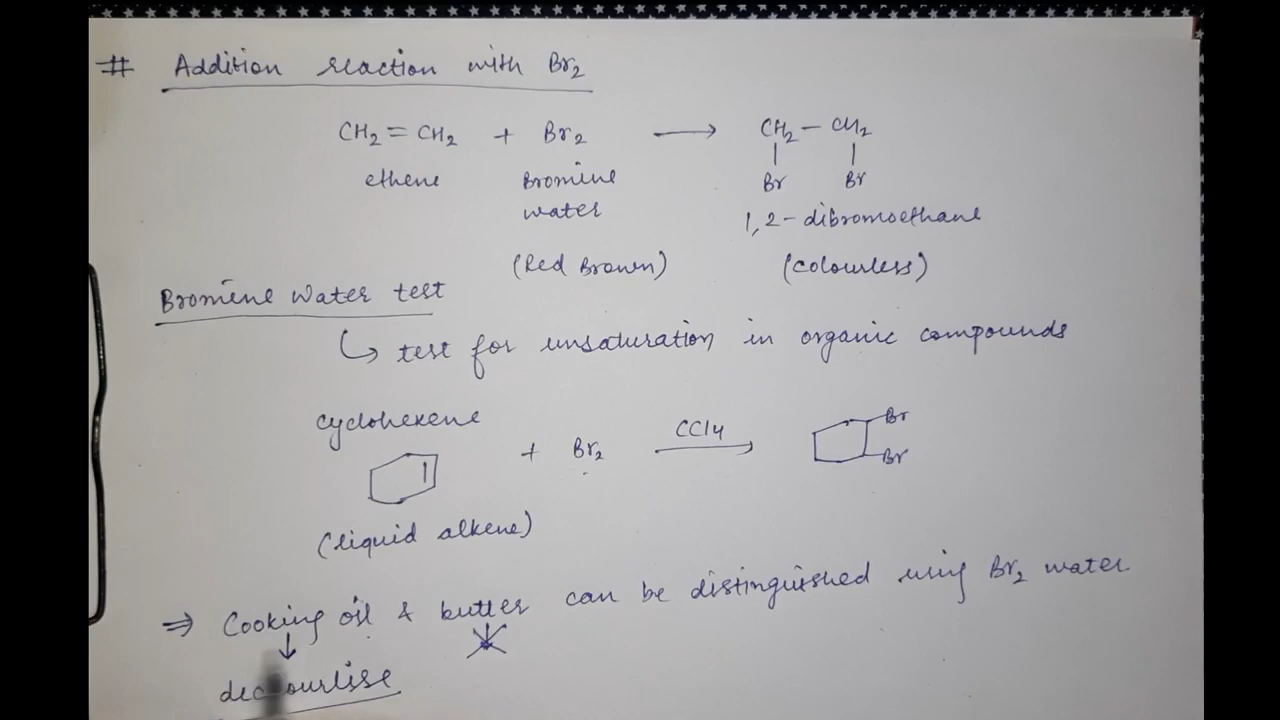 # Addition reaction with Br2
CH2 = CH2 + Br2 → CH2 — CH2
Br Br
ethene Bromine water 1,2-dibromoethane
(Red Brown) (colourless)
Bromine Water test
↳ test for unsaturation in organic compounds
cyclohexene
+ Br2 CCl4 → Br
Br
(liquid alkene)
⇒ Cooking oil & butter can be distinguished using Br2 water
↓